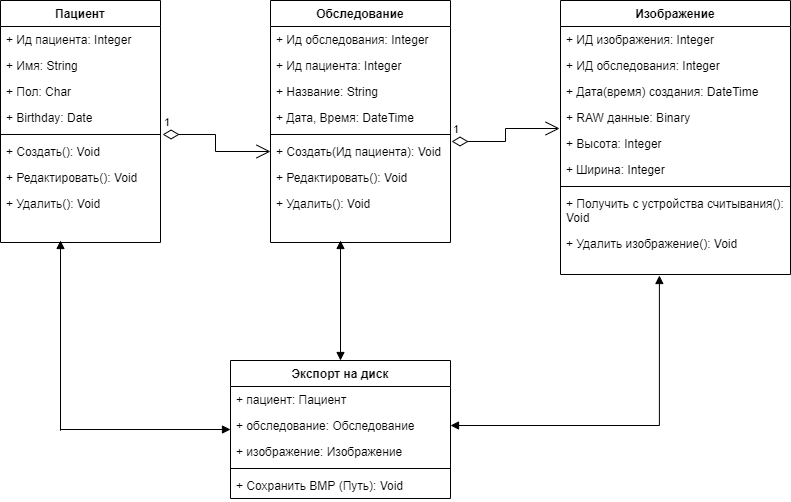 Пациент
+ Ид пациента: Integer
+ Имя: String
+ Пол: Char
+ Birthday: Date
+ Создать(): Void
+ Редактировать(): Void
+ Удалить(): Void
1
Обследование
+ Ид обследования: Integer
+ Ид пациента: Integer
+ Название: String
+ Дата, Время: DateTime
+ Создать(Ид пациента): Void
+ Редактировать(): Void
+ Удалить(): Void
1
Изображение
+ ИД изображения: Integer
+ ИД обследования: Integer
+ Дата(время) создания: DateTime
+ RAW данные: Binary
+ Высота: Integer
+ Ширина: Integer
+ Получить с устройства считывания():
Void
+ Удалить изображение(): Void
Экспорт на диск
+ пациент: Пациент
+ обследование: Обследование
+ изображение: Изображение
+ Сохранить BMP (Путь): Void